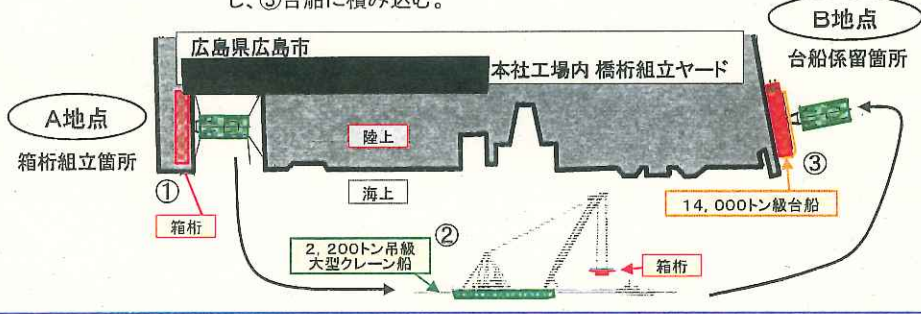 し、③台船に積み込む。
広島県広島市
本社工場内 橋桁組立ヤード
B地点
台船係留箇所
A地点
箱桁組立箇所
陸上
海上
①
箱桁
②
2,200トン吊級
大型クレーン船
箱桁
③
14,000トン級台船